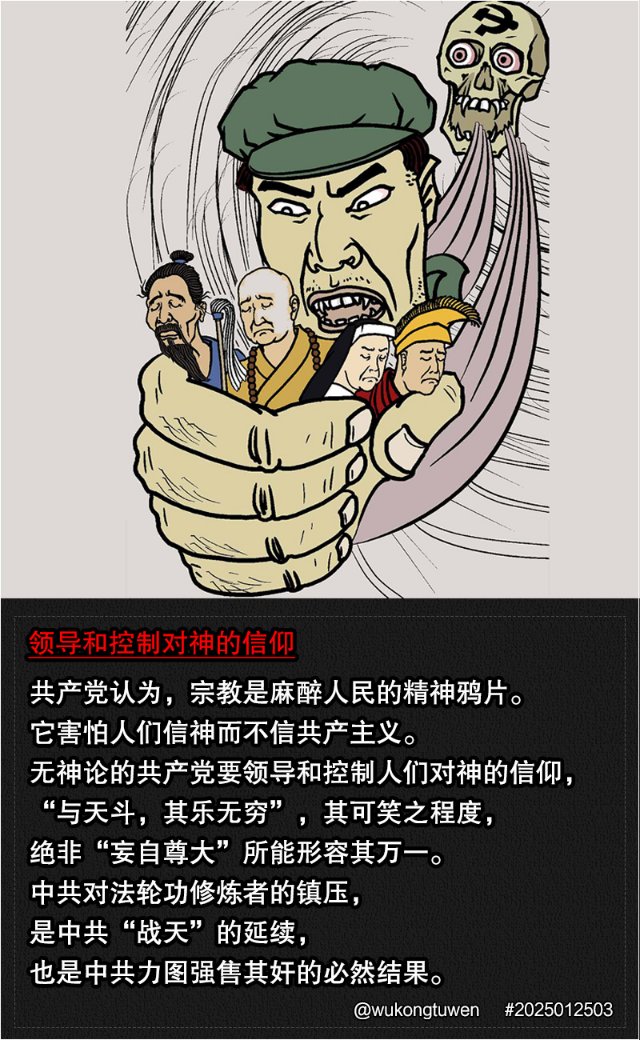 领导和控制对神的信仰
共产党认为，宗教是麻醉人民的精神鸦片。
它害怕人们信神而不信共产主义。
无神论的共产党要领导和控制人们对神的信仰，
“与天斗，其乐无穷”，其可笑之程度，
绝非“妄自尊大”所能形容其万一。
中共对法轮功修炼者的镇压，
是中共“战天”的延续，
也是中共力图强售其奸的必然结果。
@wukongtuwen #2025012503